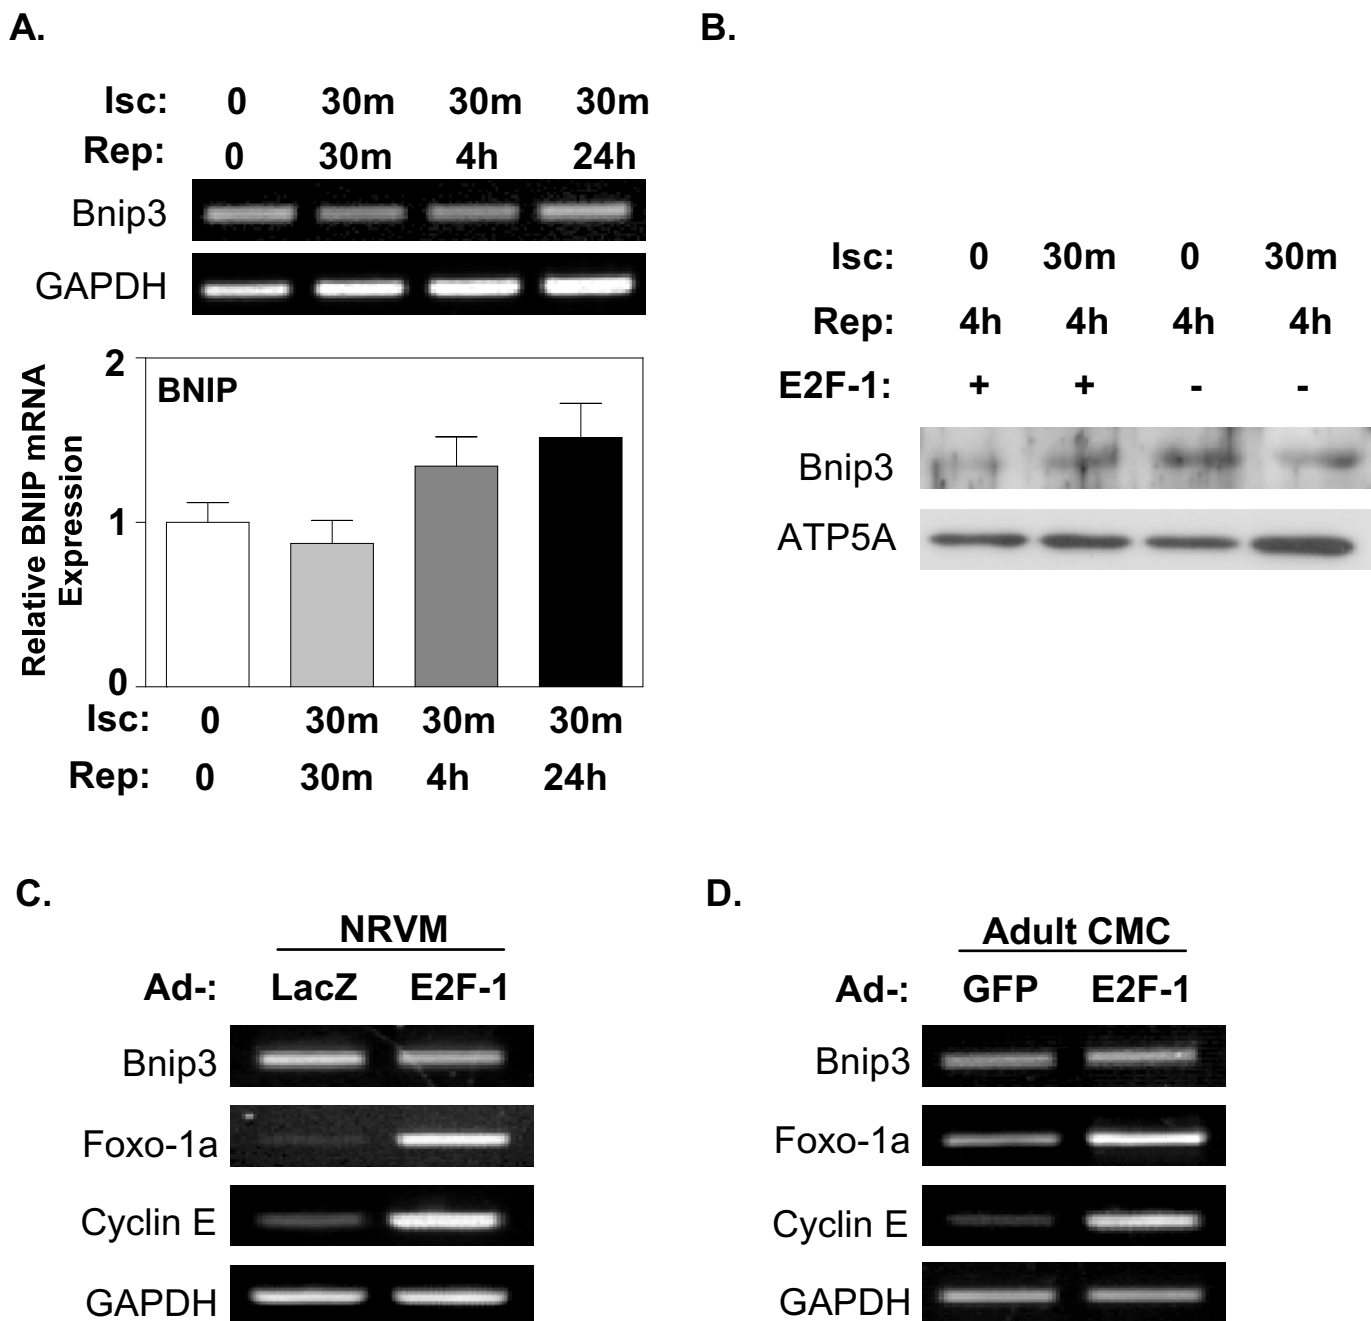 A.
Isc: 0 30m 30m 30m
Rep: 0 30m 4h 24h
Bnip3
GAPDH
2
BNIP
1
0
Relative BNIP mRNA
Expression
Isc: 0 30m 30m 30m
Rep: 0 30m 4h 24h
B.
Isc: 0 30m 0 30m
Rep: 4h 4h 4h 4h
E2F-1: + + - -
Bnip3
ATP5A
C.
NRVM
Ad-: LacZ E2F-1
Bnip3
Foxo-1a
Cyclin E
GAPDH
D.
Adult CMC
Ad-: GFP E2F-1
Bnip3
Foxo-1a
Cyclin E
GAPDH